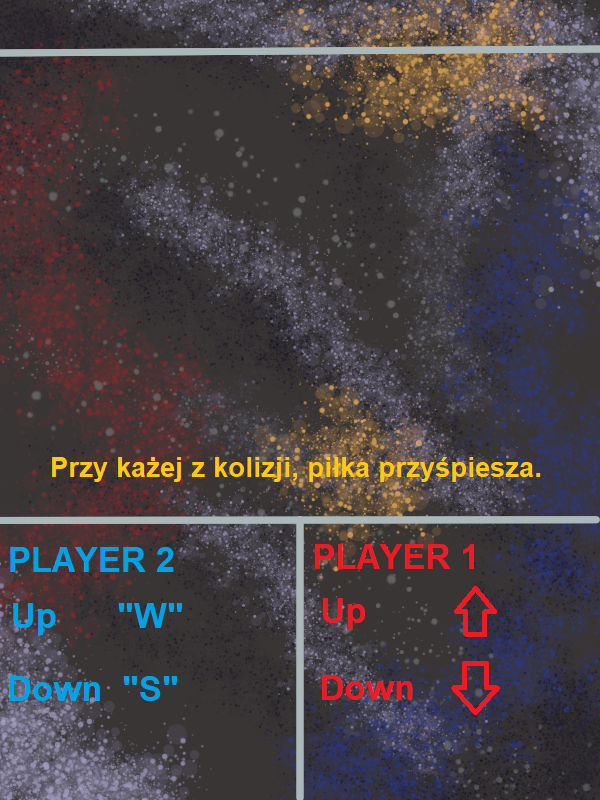 Przy każej z kolizji, piłka przyśpiesza.
PLAYER 2
Up "W"
Down "S"
PLAYER 1
Up
Down